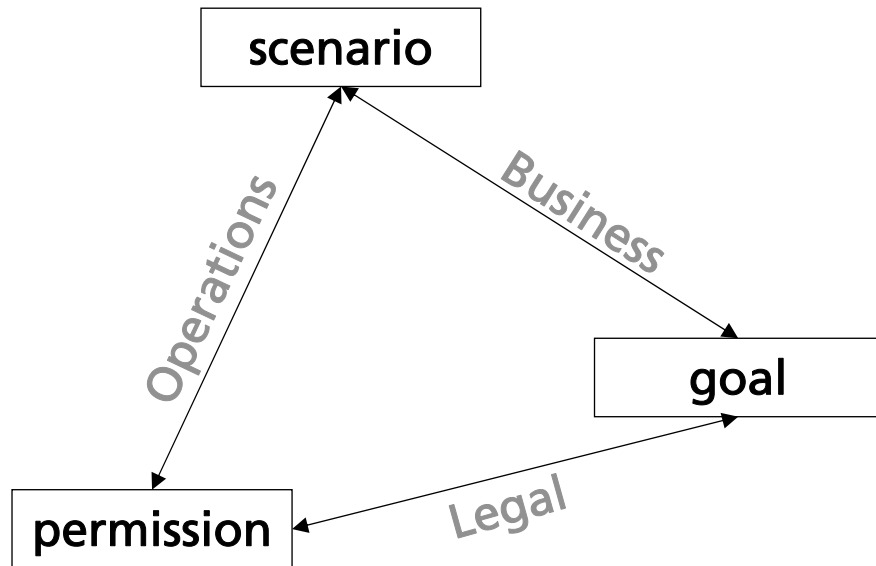 scenario
Business
Operations
goal
Legal
permission